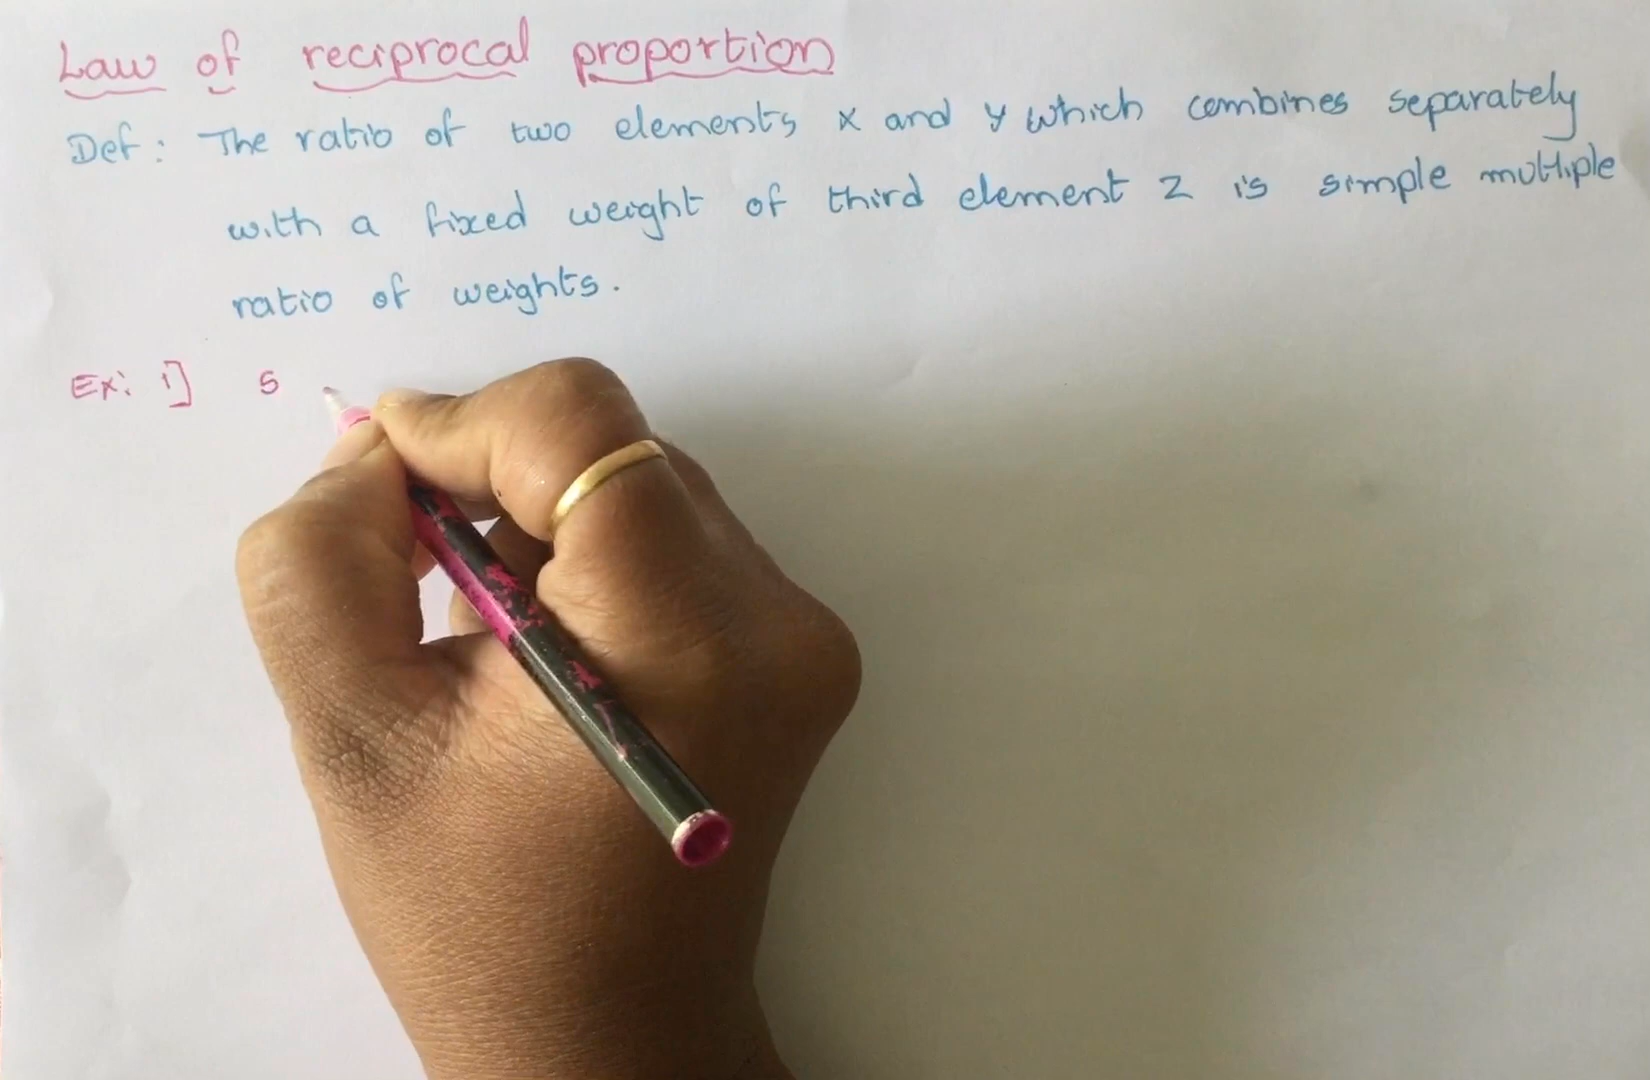 Law of reciprocal proportion
Def: The ratio of two elements x and y which combines separately
with a fixed weight of third element z is simple multiple
ratio of weights.
Ex: 1] S